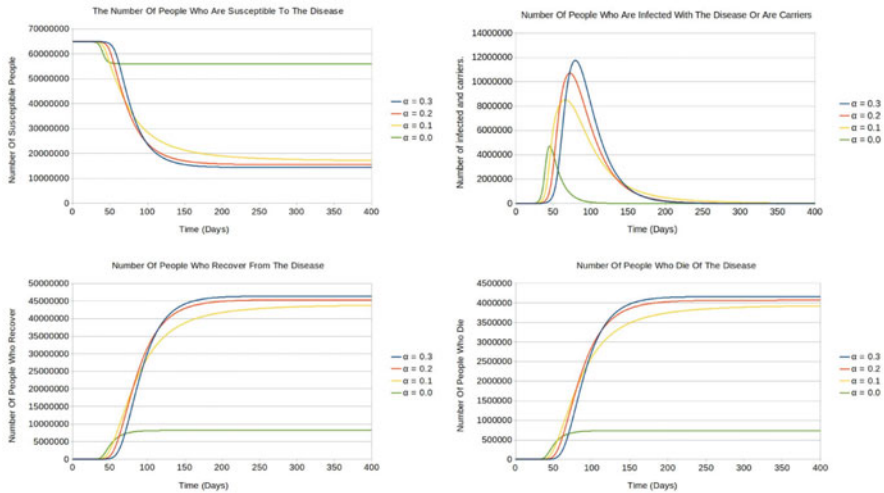 The Number Of People Who Are Susceptible To The Disease
70000000
60000000
50000000
40000000
30000000
20000000
10000000
0
Number Of Susceptible People
0 50 100 150 200 250 300 350 400
Time (Days)
α = 0.3
α = 0.2
α = 0.1
α = 0.0
Number Of People Who Are Infected With The Disease Or Are Carriers
14000000
12000000
10000000
8000000
6000000
4000000
2000000
0
Number of infected and carriers.
0 50 100 150 200 250 300 350 400
Time (Days)
α = 0.3
α = 0.2
α = 0.1
α = 0.0
Number Of People Who Recover From The Disease
50000000
45000000
40000000
35000000
30000000
25000000
20000000
15000000
10000000
5000000
0
Number Of People Who Recover
0 50 100 150 200 250 300 350 400
Time (Days)
α = 0.3
α = 0.2
α = 0.1
α = 0.0
Number Of People Who Die Of The Disease
4500000
4000000
3500000
3000000
2500000
2000000
1500000
1000000
500000
0
Number Of People Who Die
0 50 100 150 200 250 300 350 400
Time (Days)
α = 0.3
α = 0.2
α = 0.1
α = 0.0